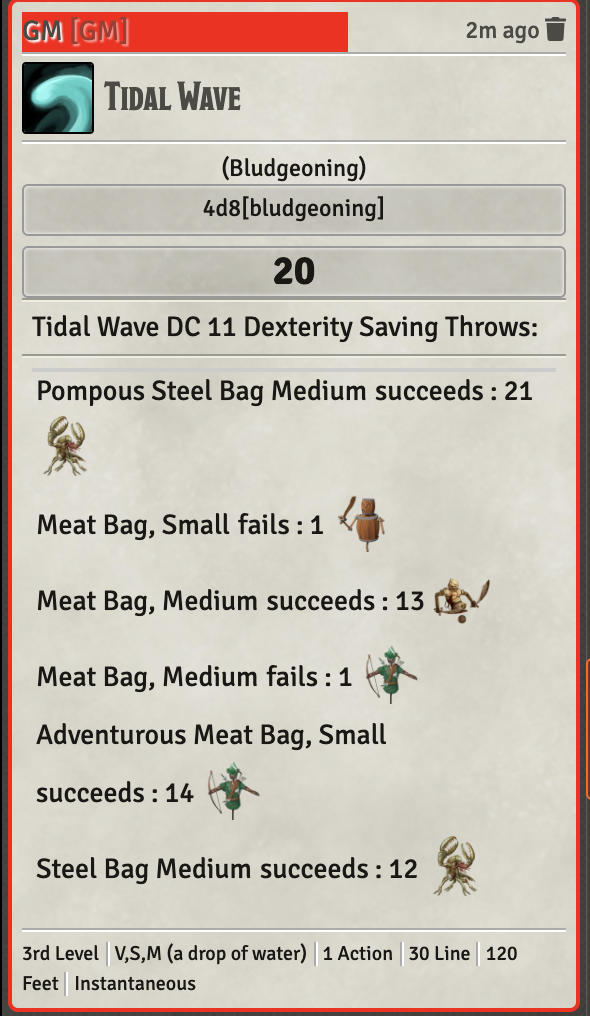 GM [GM] 2m ago
Tidal Wave
(Bludgeoning)
4d8[bludgeoning]
20
Tidal Wave DC 11 Dexterity Saving Throws:
Pompous Steel Bag Medium succeeds : 21
Meat Bag, Small fails : 1
Meat Bag, Medium succeeds : 13
Meat Bag, Medium fails : 1
Adventurous Meat Bag, Small
succeeds : 14
Steel Bag Medium succeeds : 12
3rd Level | V,S,M (a drop of water) | 1 Action | 30 Line | 120
Feet | Instantaneous